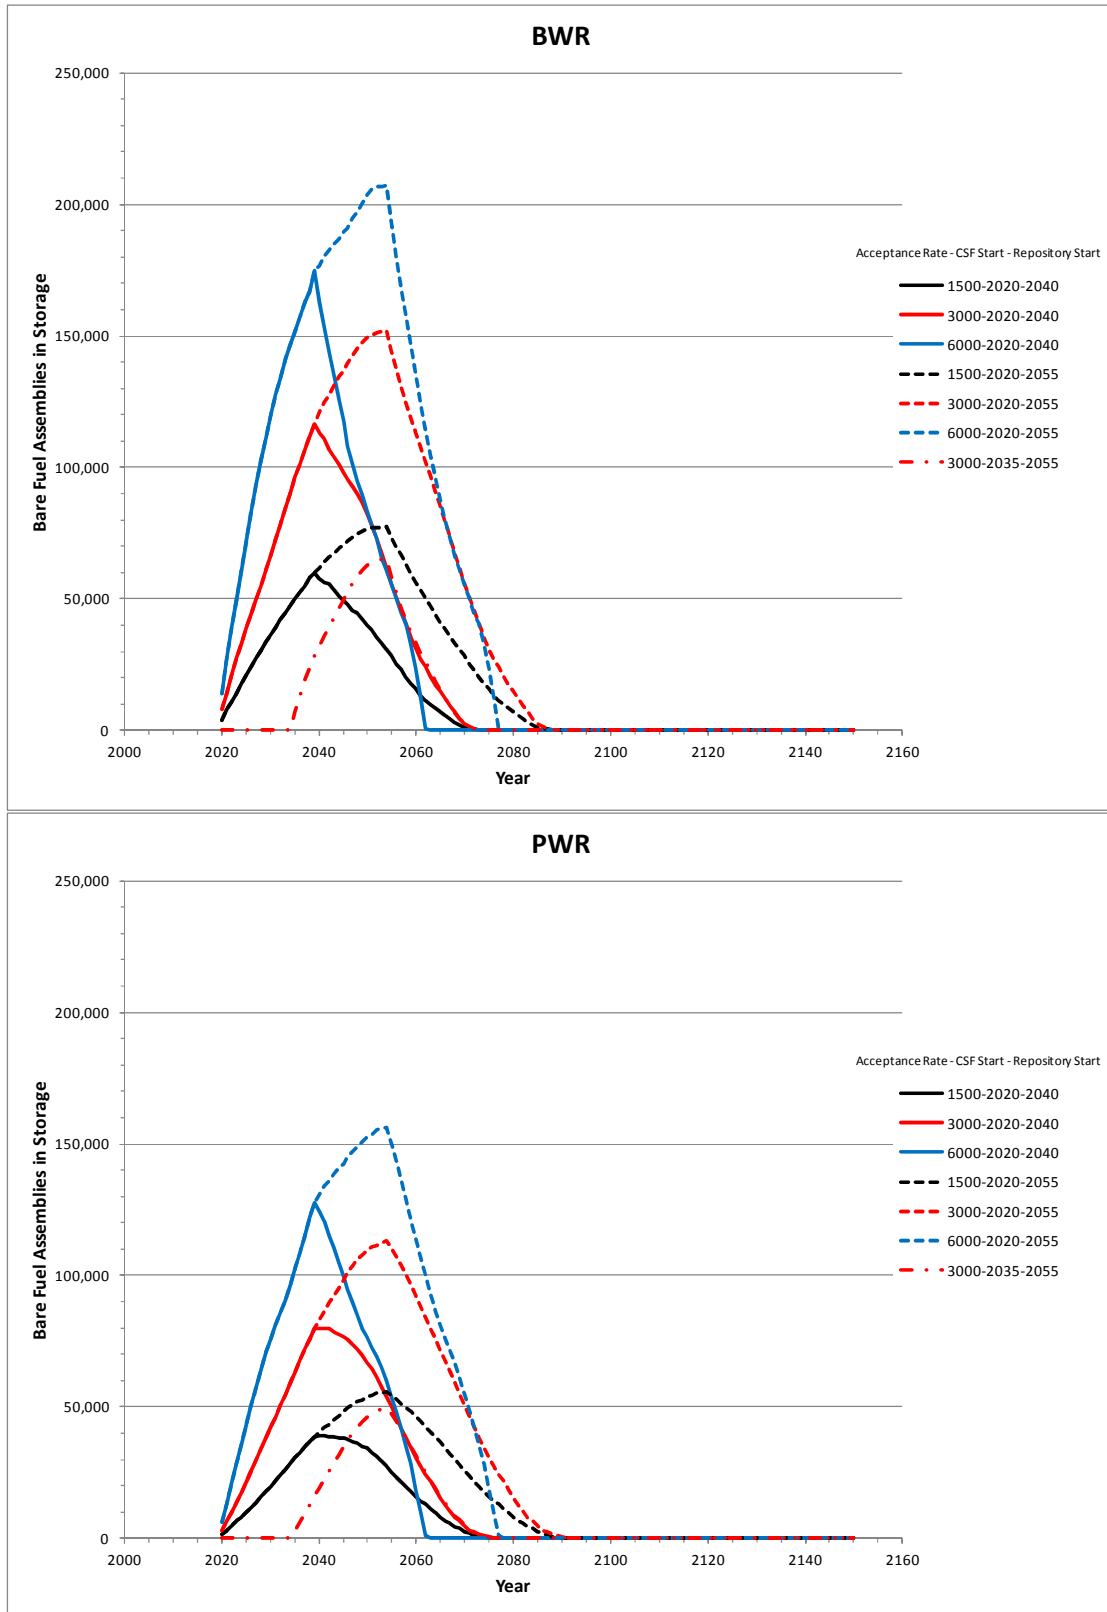 BWR
250,000
200,000
150,000
100,000
50,000
0
Bare Fuel Assemblies in Storage
2000 2020 2040 2060 2080 2100 2120 2140 2160
Year
Acceptance Rate - CSF Start - Repository Start
1500-2020-2040
3000-2020-2040
6000-2020-2040
1500-2020-2055
3000-2020-2055
6000-2020-2055
3000-2035-2055
PWR
250,000
200,000
150,000
100,000
50,000
0
Bare Fuel Assemblies in Storage
2000 2020 2040 2060 2080 2100 2120 2140 2160
Year
Acceptance Rate - CSF Start - Repository Start
1500-2020-2040
3000-2020-2040
6000-2020-2040
1500-2020-2055
3000-2020-2055
6000-2020-2055
3000-2035-2055